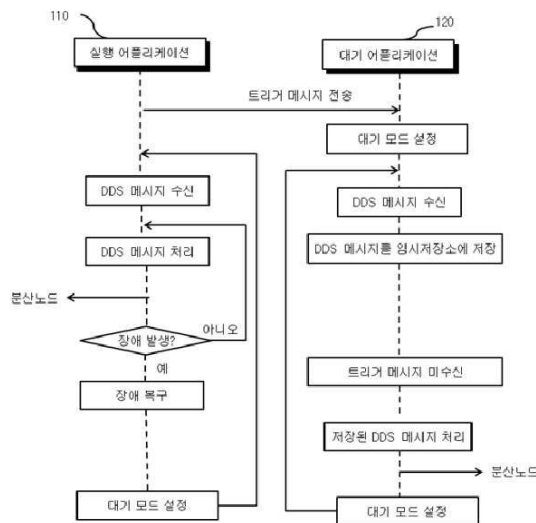 110
실행 어플리케이션
120
대기 어플리케이션
트리거 메시지 전송
대기 모드 설정
DDS 메시지 수신
DDS 메시지 수신
DDS 메시지 처리
DDS 메시지를 임시저장소에 저장
분산노드
장애 발생?
아니오
예
트리거 메시지 미수신
장애 복구
저장된 DDS 메시지 처리
분산노드
대기 모드 설정
대기 모드 설정